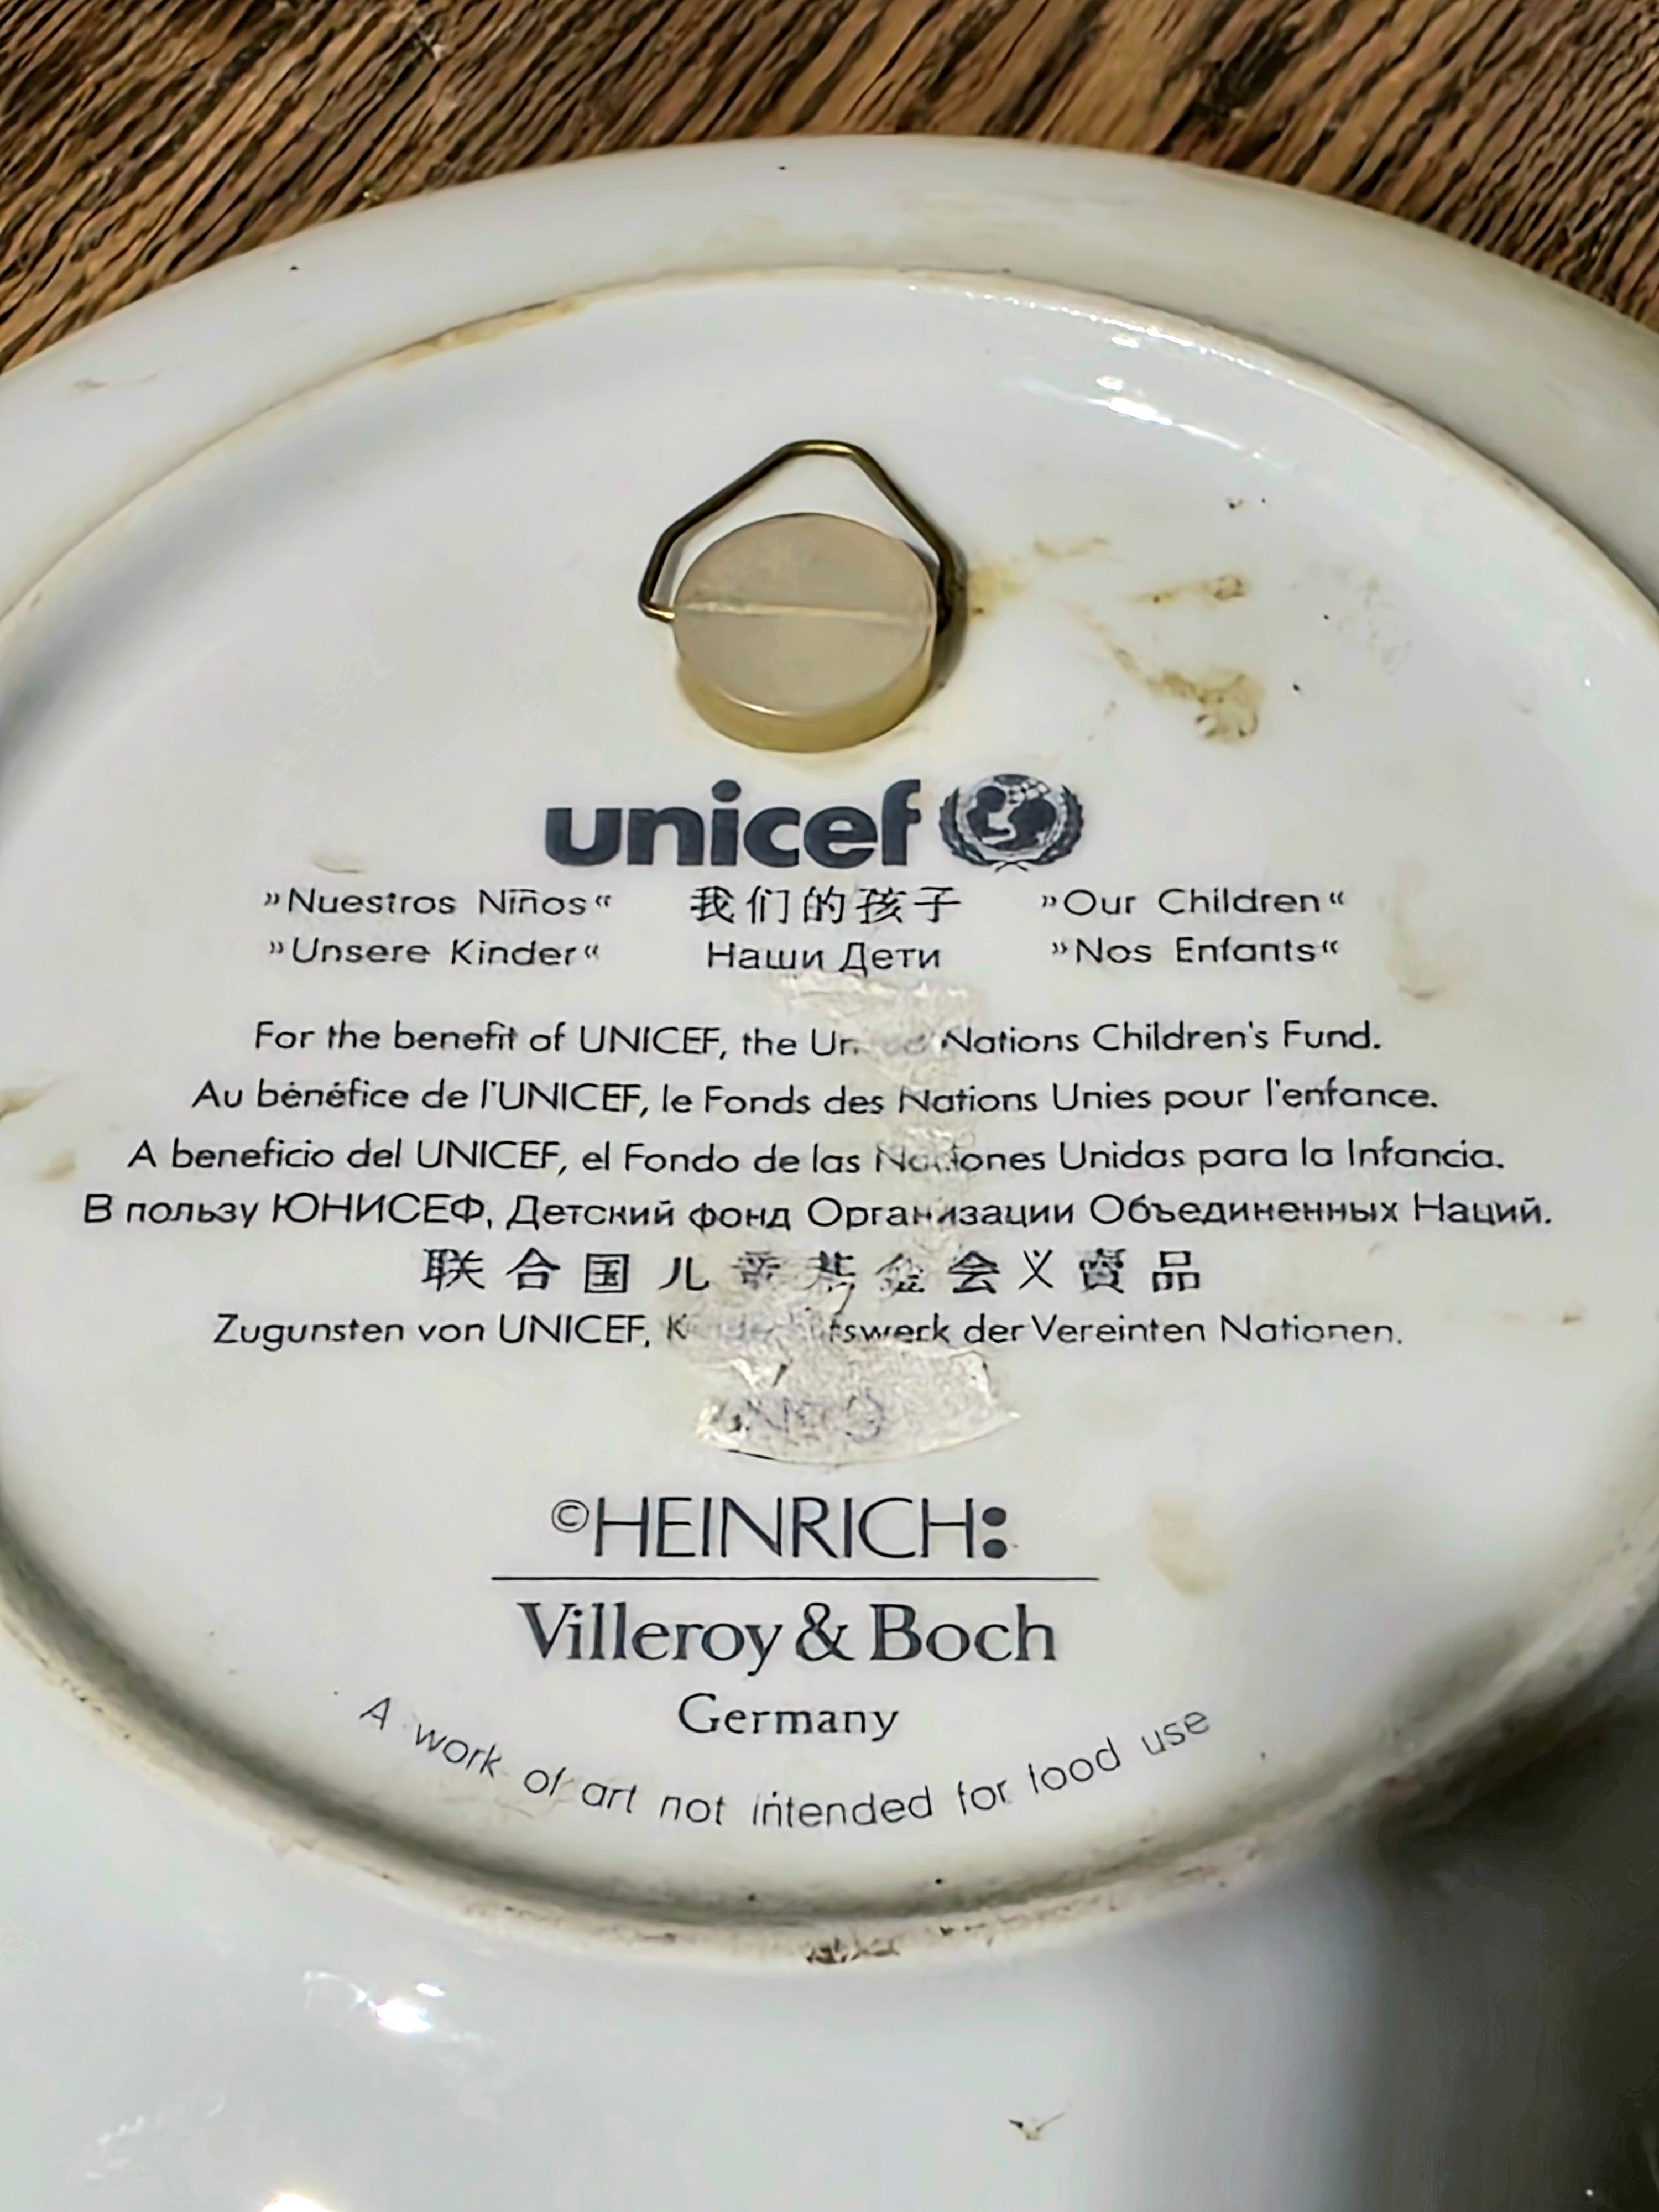 unicef
»Nuestros Niños« 我们的孩子 »Our Children«
»Unsere Kinder« Наши Дети »Nos Enfants«
For the benefit of UNICEF, the Nations Children's Fund.
Au bénéfice de l'UNICEF, le Fonds des Nations Unies pour l'enfance.
A beneficio del UNICEF, el Fondo de las Naciones Unidas para la Infancia.
В пользу ЮНИСЕФ, Детский фонд Организации Объединенных Наций.
联合国儿童基金会义賣品
Zugunsten von UNICEF, der Vereinten Nationen.
©HEINRICH:
Villeroy & Boch
Germany
A work of art not intended for food use